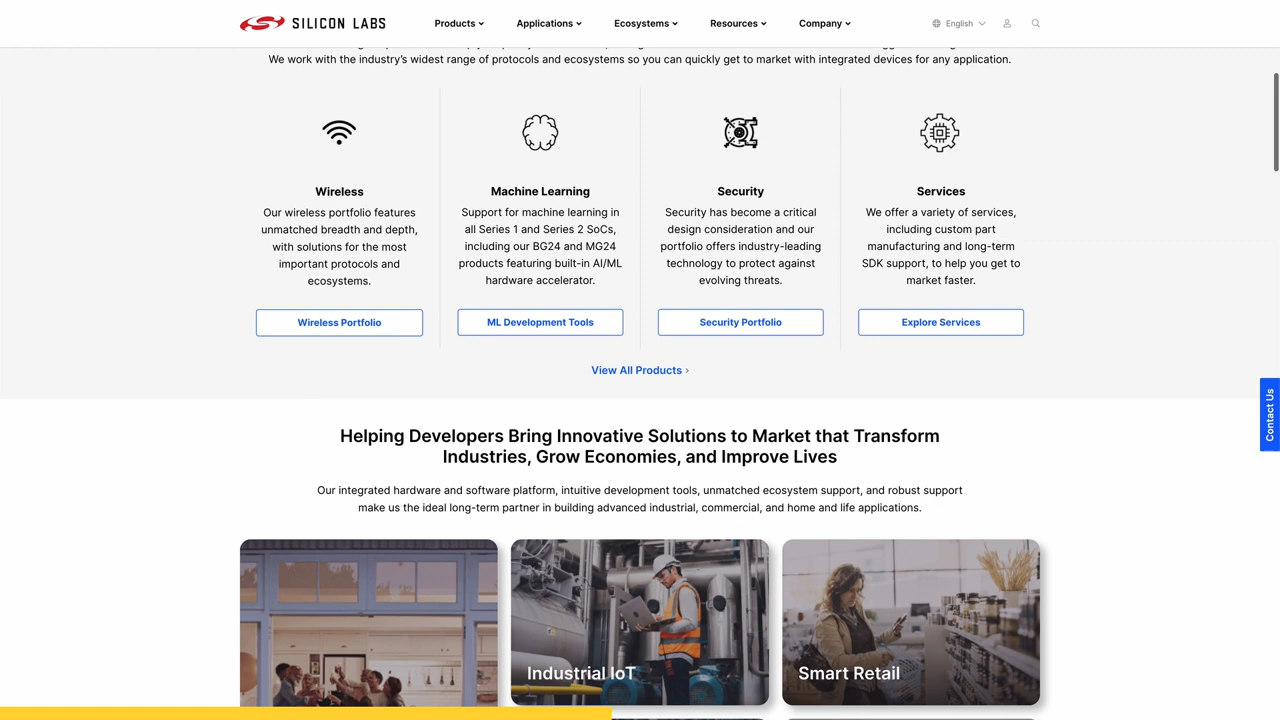 SILICON LABS
Products
Applications
Ecosystems
Resources
Company
English
We work with the industry's widest range of protocols and ecosystems so you can quickly get to market with integrated devices for any application.
Wireless
Our wireless portfolio features
unmatched breadth and depth,
with solutions for the most
important protocols and
ecosystems.
Wireless Portfolio
Machine Learning
Support for machine learning in
all Series 1 and Series 2 SoCs,
including our BG24 and MG24
products featuring built-in AI/ML
hardware accelerator.
ML Development Tools
Security
Security has become a critical
design consideration and our
portfolio offers industry-leading
technology to protect against
evolving threats.
Security Portfolio
Services
We offer a variety of services,
including custom part
manufacturing and long-term
SDK support, to help you get to
market faster.
Explore Services
View All Products ›
Contact Us
Helping Developers Bring Innovative Solutions to Market that Transform
Industries, Grow Economies, and Improve Lives
Our integrated hardware and software platform, intuitive development tools, unmatched ecosystem support, and robust support
make us the ideal long-term partner in building advanced industrial, commercial, and home and life applications.
Industrial IoT
Smart Retail